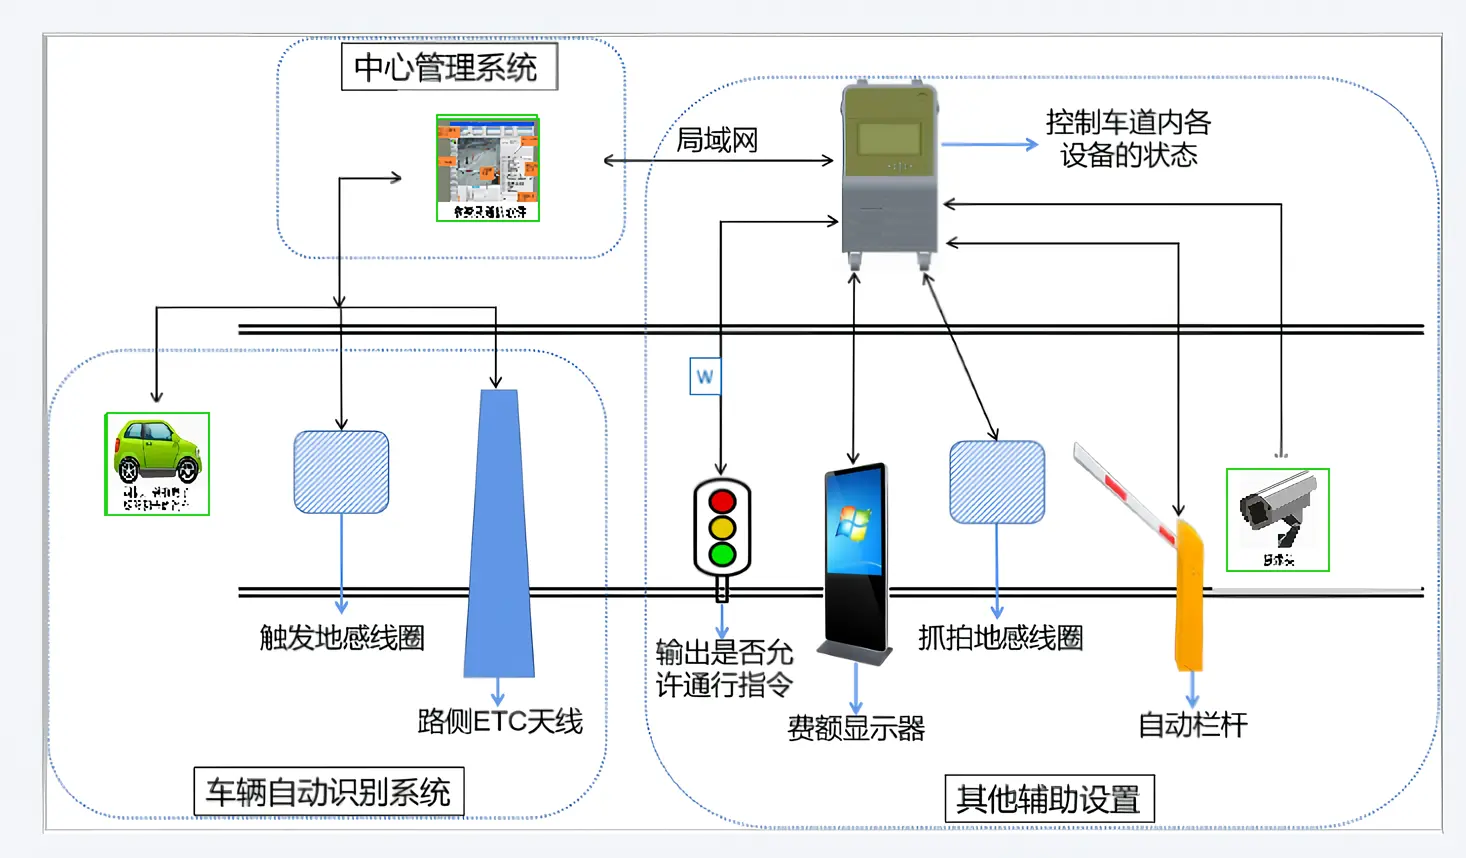 中心管理系统
局域网
控制车道内各
设备的状态
W
触发地感线圈
输出是否允
许通行指令
抓拍地感线圈
路侧ETC天线
费额显示器
自动栏杆
车辆自动识别系统
其他辅助设置